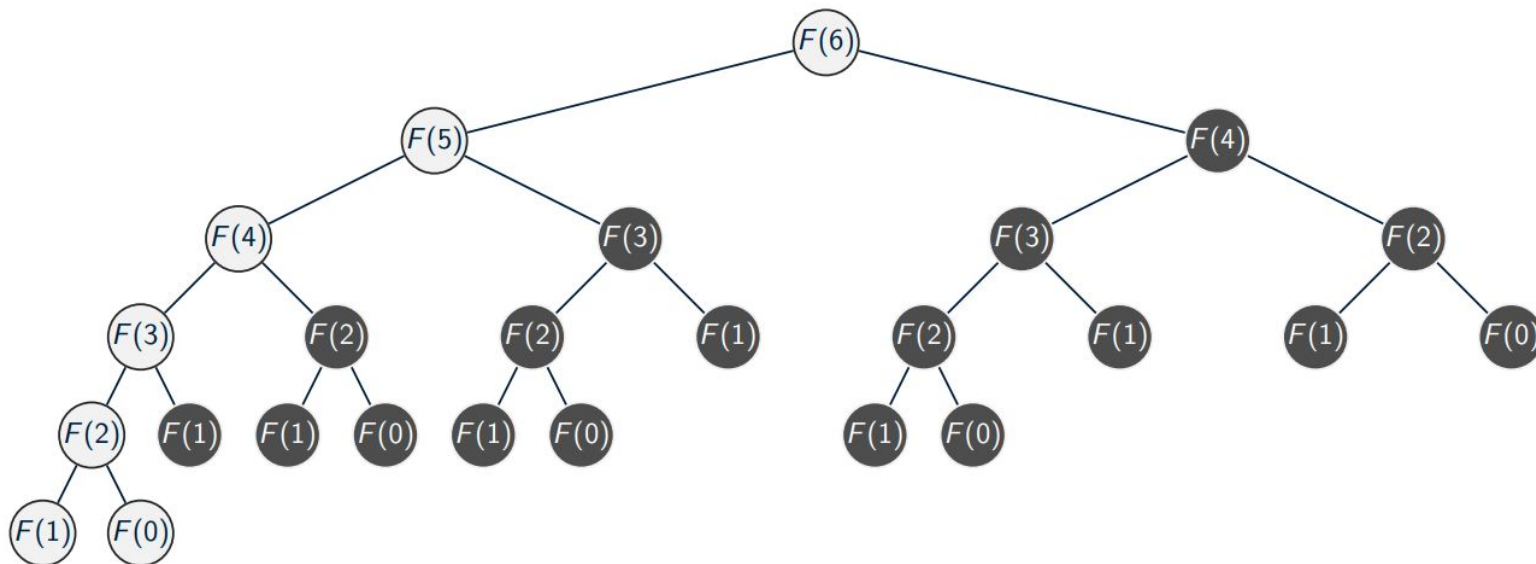 F(6)
F(5) F(4)
F(4) F(3) F(3) F(2)
F(3) F(2) F(2) F(1) F(2) F(1) F(1) F(0)
F(2) F(1) F(1) F(0) F(1) F(0) F(1) F(0)
F(1) F(0)